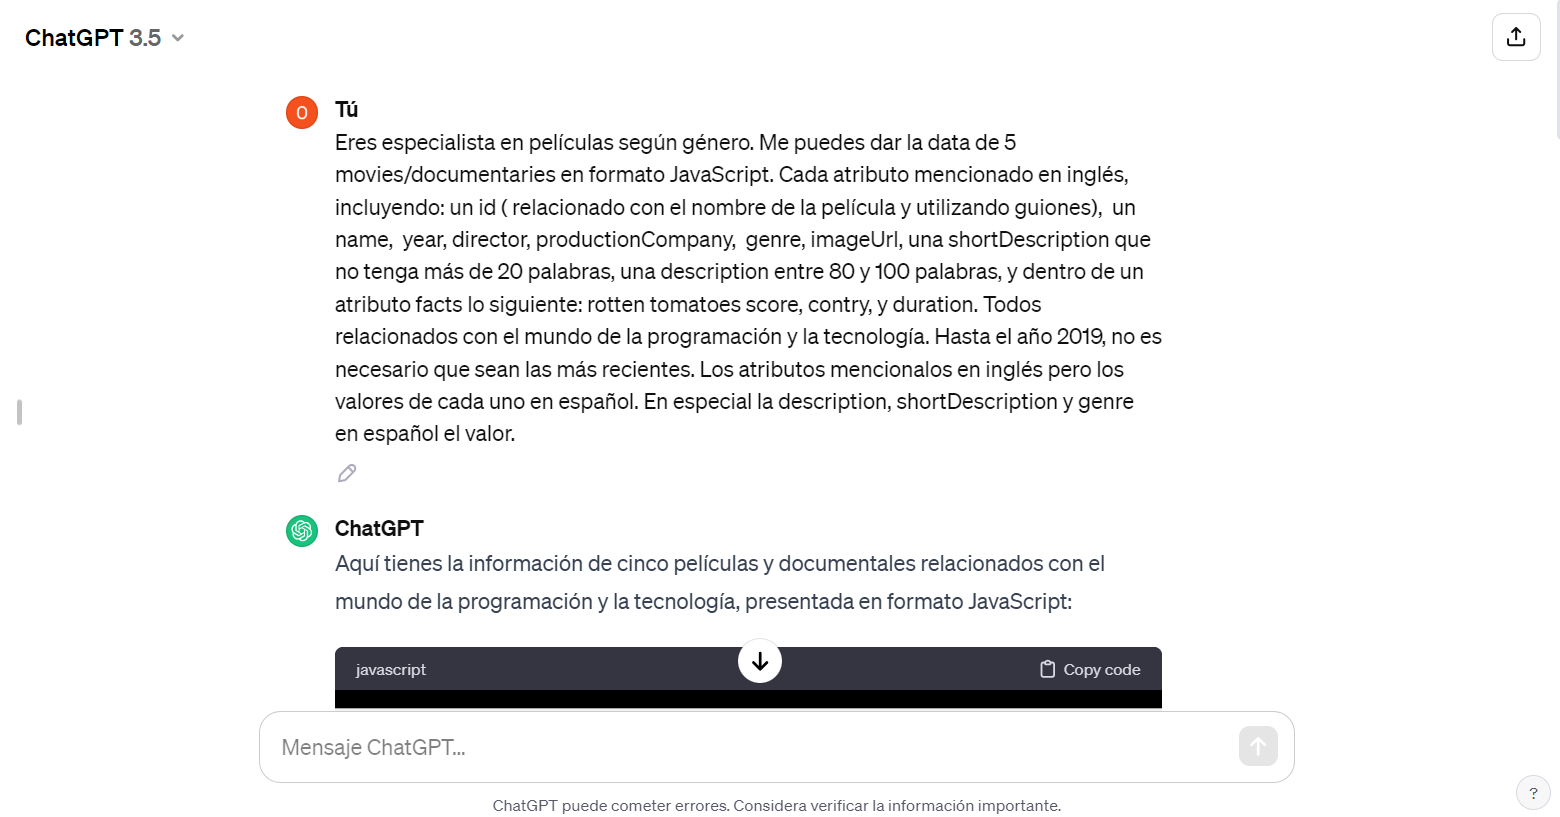 ChatGPT 3.5
O
Tú
Eres especialista en películas según género. Me puedes dar la data de 5
movies/documentaries en formato JavaScript. Cada atributo mencionado en inglés,
incluyendo: un id ( relacionado con el nombre de la película y utilizando guiones),  un
name,  year, director, productionCompany,  genre, imageUrl, una shortDescription que
no tenga más de 20 palabras, una description entre 80 y 100 palabras, y dentro de un
atributo facts lo siguiente: rotten tomatoes score, contry, y duration. Todos
relacionados con el mundo de la programación y la tecnología. Hasta el año 2019, no es
necesario que sean las más recientes. Los atributos mencionalos en inglés pero los
valores de cada uno en español. En especial la description, shortDescription y genre
en español el valor.
ChatGPT
Aquí tienes la información de cinco películas y documentales relacionados con el
mundo de la programación y la tecnología, presentada en formato JavaScript:
javascript
Copy code
Mensaje ChatGPT...
ChatGPT puede cometer errores. Considera verificar la información importante.
?